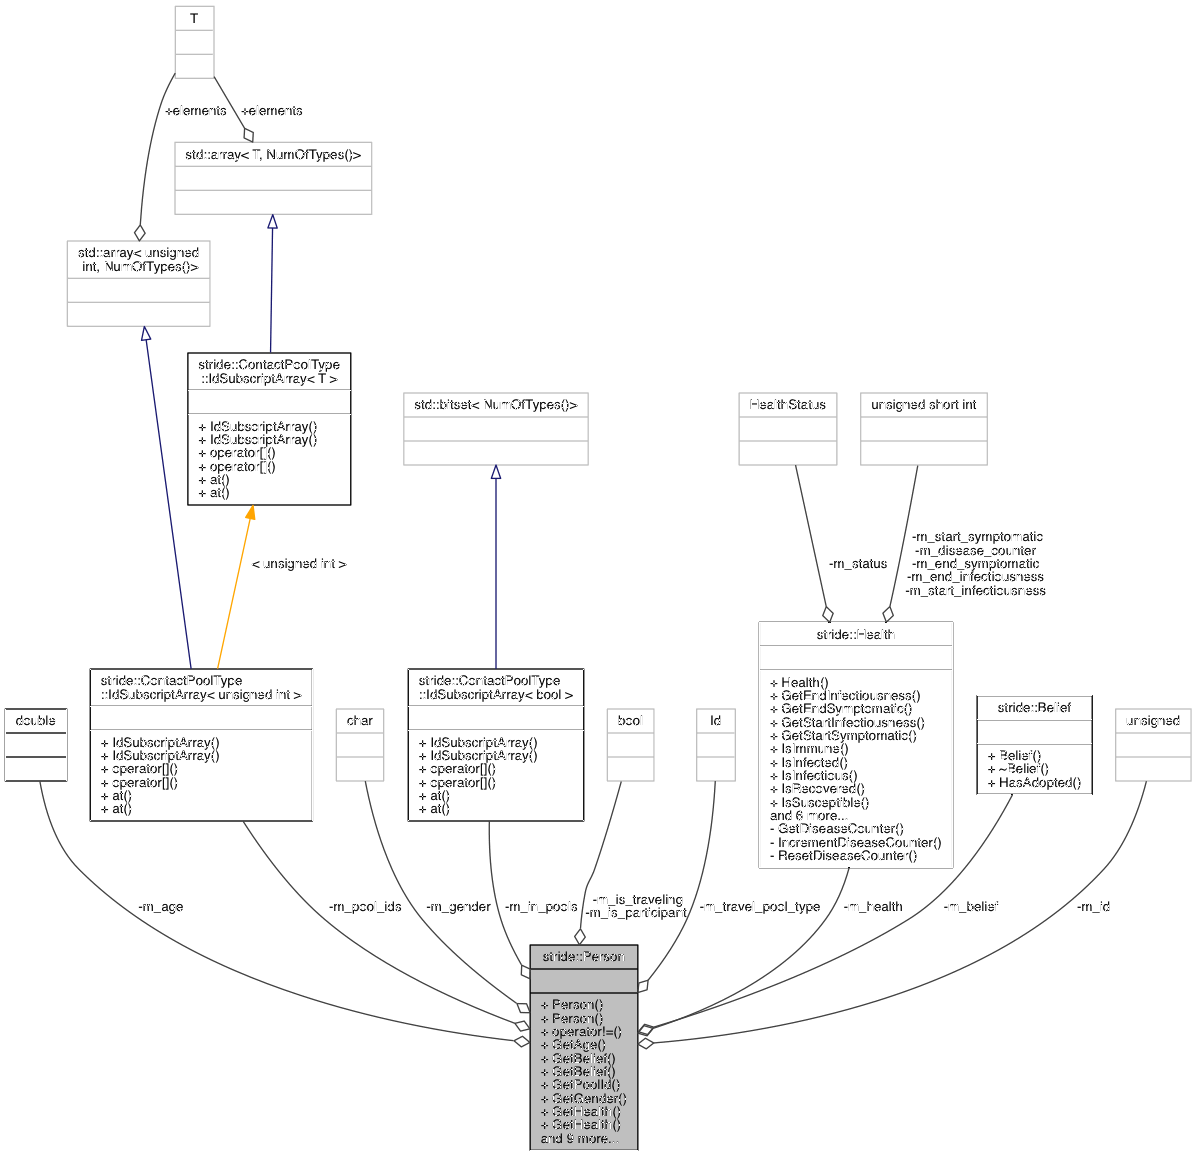 T
+elements
+elements
std::array< T, NumOfTypes()>
std::array< unsigned
int, NumOfTypes()>
stride::ContactPoolType
::IdSubscriptArray< T >
+ IdSubscriptArray()
+ IdSubscriptArray()
+ operator[]()
+ operator[]()
+ at()
+ at()
std::bitset< NumOfTypes()>
HealthStatus
unsigned short int
< unsigned int >
-m_status
-m_start_symptomatic
-m_disease_counter
-m_end_symptomatic
-m_end_infectiousness
-m_start_infectiousness
double
stride::ContactPoolType
::IdSubscriptArray< unsigned int >
+ IdSubscriptArray()
+ IdSubscriptArray()
+ operator[]()
+ operator[]()
+ at()
+ at()
char
stride::ContactPoolType
::IdSubscriptArray< bool >
+ IdSubscriptArray()
+ IdSubscriptArray()
+ operator[]()
+ operator[]()
+ at()
+ at()
bool
Id
stride::Health
+ Health()
+ GetEndInfectiousness()
+ GetEndSymptomatic()
+ GetStartInfectiousness()
+ GetStartSymptomatic()
+ IsImmune()
+ IsInfected()
+ IsInfectious()
+ IsRecovered()
+ IsSusceptible()
and 6 more...
- GetDiseaseCounter()
- IncrementDiseaseCounter()
- ResetDiseaseCounter()
stride::Belief
+ Belief()
+ ~Belief()
+ HasAdopted()
unsigned
-m_age
-m_pool_ids
-m_gender
-m_in_pools
-m_is_traveling
-m_is_participant
-m_travel_pool_type
-m_health
-m_belief
-m_id
stride::Person
+ Person()
+ Person()
+ operator!=()
+ GetAge()
+ GetBelief()
+ GetBelief()
+ GetPoolId()
+ GetGender()
+ GetHealth()
+ GetHealth()
and 9 more...